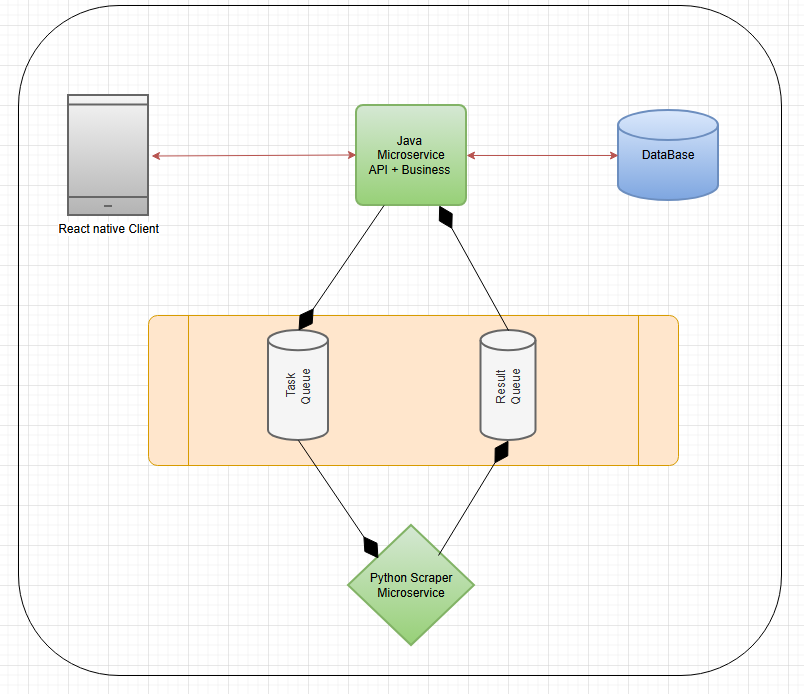 Java
Microservice
API + Business
DataBase
React native Client
Task
Queue
Result
Queue
Python Scraper
Microservice